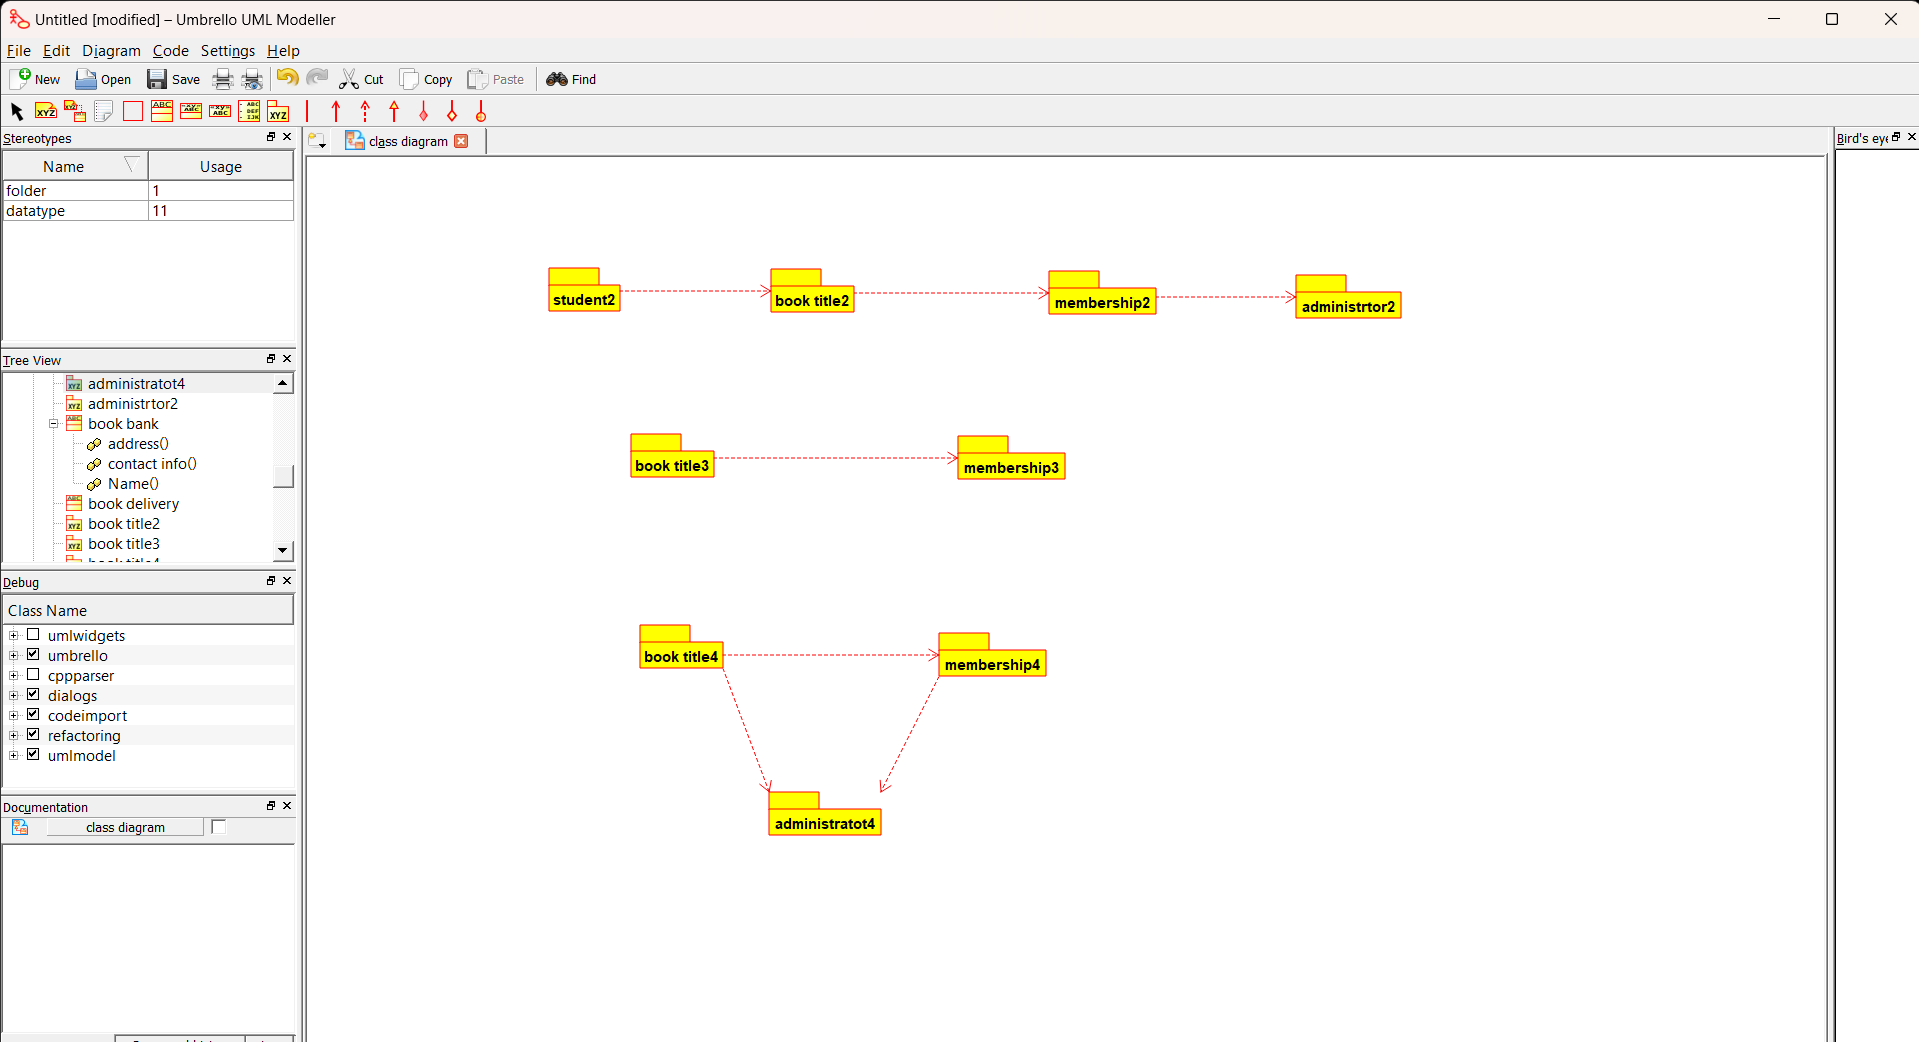 Untitled [modified] – Umbrello UML Modeller
File Edit Diagram Code Settings Help
New Open Save Cut Copy Paste Find
Stereotypes
class diagram
Bird's eye
Name Usage
folder 1
datatype 11
student2 book title2 membership2 administrtor2
Tree View
administratot4
administrtor2
book bank
address()
contact info()
Name()
book delivery
book title2
book title3
book title3 membership3
Debug
Class Name
umlwidgets
umbrello
cppparser
dialogs
codeimport
refactoring
umlmodel
book title4 membership4
administratot4
Documentation
class diagram